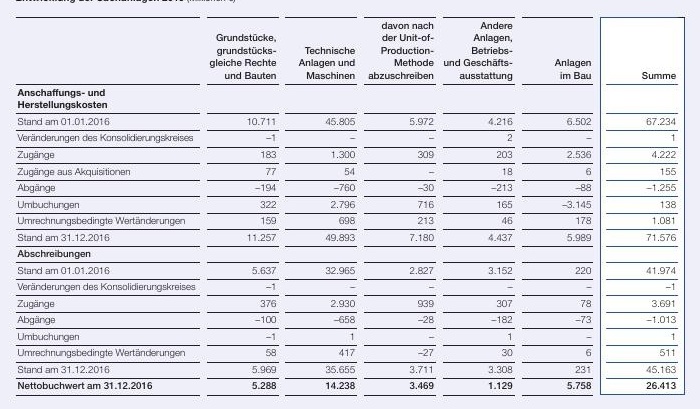 Grundstücke, grundstücks-gleiche Rechte und Bauten | Technische Anlagen und Maschinen | davon nach der Unit-of-Production-Methode abzuschreiben | Andere Anlagen, Betriebs- und Geschäfts-ausstattung | Anlagen im Bau | Summe
Anschaffungs- und
Herstellungskosten
Stand am 01.01.2016 10.711 45.805 5.972 4.216 6.502 67.234
Veränderungen des Konsolidierungskreises –1 – – 2 – 1
Zugänge 183 1.300 309 203 2.536 4.222
Zugänge aus Akquisitionen 77 54 – 18 6 155
Abgänge –194 –760 –30 –213 –88 –1.255
Umbuchungen 322 2.796 716 165 –3.145 138
Umrechnungsbedingte Wertänderungen 159 698 213 46 178 1.081
Stand am 31.12.2016 11.257 49.893 7.180 4.437 5.989 71.576
Abschreibungen
Stand am 01.01.2016 5.637 32.965 2.827 3.152 220 41.974
Veränderungen des Konsolidierungskreises –1 – – – – –1
Zugänge 376 2.930 939 307 78 3.691
Abgänge –100 –658 –28 –182 –73 –1.013
Umbuchungen –1 1 – 1 – 1
Umrechnungsbedingte Wertänderungen 58 417 –27 30 6 511
Stand am 31.12.2016 5.969 35.655 3.711 3.308 231 45.163
Nettobuchwert am 31.12.2016 5.288 14.238 3.469 1.129 5.758 26.413